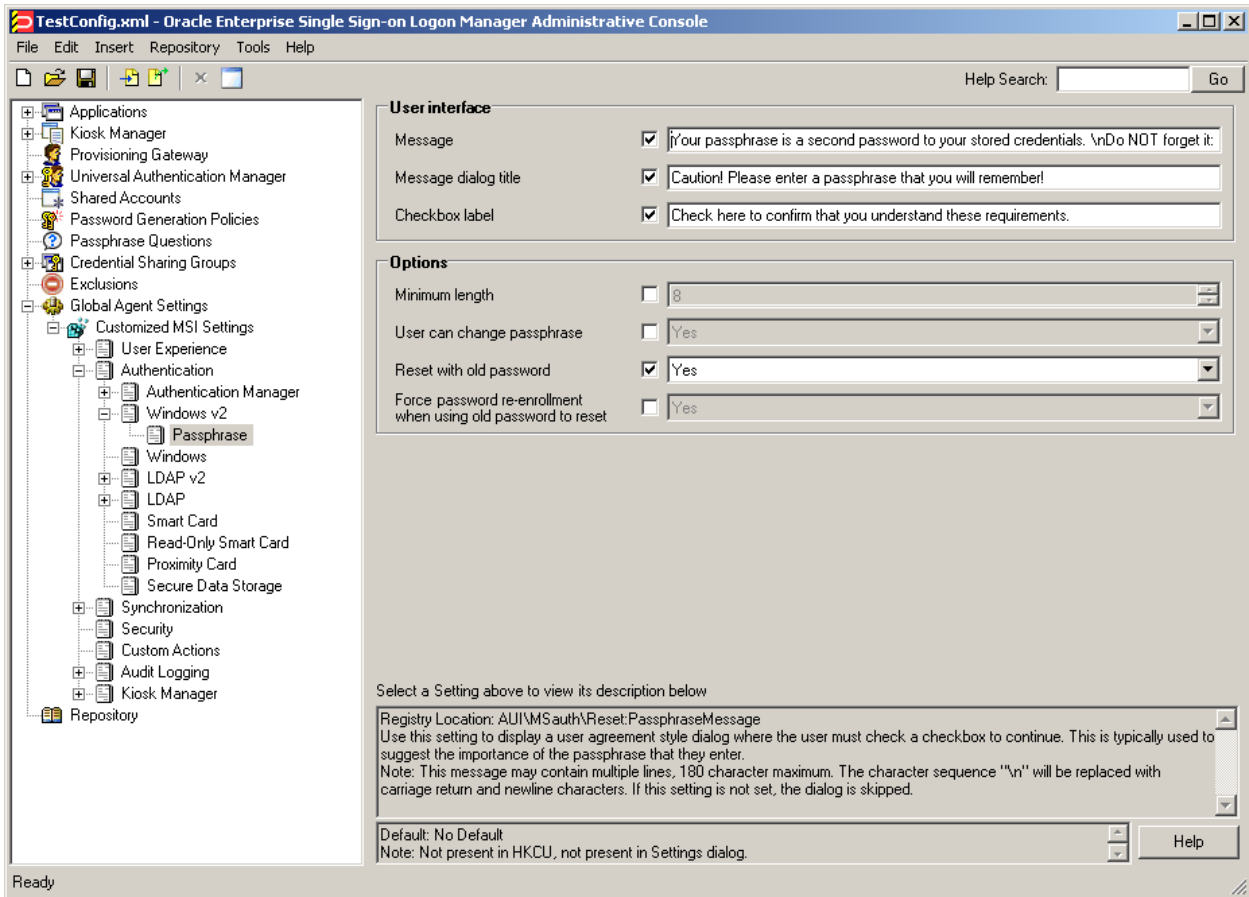 TestConfig.xml - Oracle Enterprise Single Sign-on Logon Manager Administrative Console
File Edit Insert Repository Tools Help
Help Search: Go
Applications
Kiosk Manager
Provisioning Gateway
Universal Authentication Manager
Shared Accounts
Password Generation Policies
Passphrase Questions
Credential Sharing Groups
Exclusions
Global Agent Settings
Customized MSI Settings
User Experience
Authentication
Authentication Manager
Windows v2
Passphrase
Windows
LDAP v2
LDAP
Smart Card
Read-Only Smart Card
Proximity Card
Secure Data Storage
Synchronization
Security
Custom Actions
Audit Logging
Kiosk Manager
Repository
User interface
Message Your passphrase is a second password to your stored credentials. \nDo NOT forget it:
Message dialog title Caution! Please enter a passphrase that you will remember!
Checkbox label Check here to confirm that you understand these requirements.
Options
Minimum length 8
User can change passphrase Yes
Reset with old password Yes
Force password re-enrollment
when using old password to reset Yes
Select a Setting above to view its description below
Registry Location: AUI\MSauth\Reset:PassphraseMessage
Use this setting to display a user agreement style dialog where the user must check a checkbox to continue. This is typically used to
suggest the importance of the passphrase that they enter.
Note: This message may contain multiple lines, 180 character maximum. The character sequence "\n" will be replaced with
carriage return and newline characters. If this setting is not set, the dialog is skipped.
Default: No Default
Note: Not present in HKCU, not present in Settings dialog.
Help
Ready